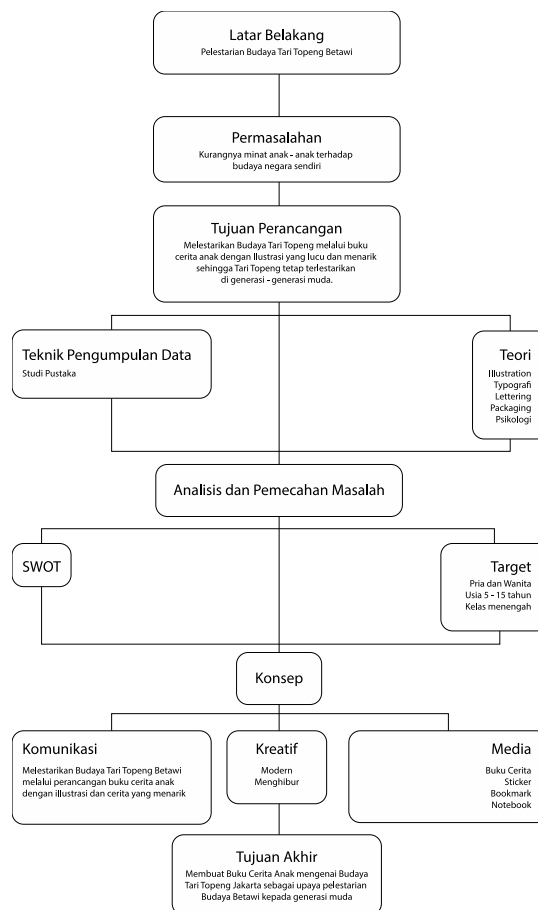 Latar Belakang
Pelestarian Budaya Tari Topeng Betawi
Permasalahan
Kurangnya minat anak - anak terhadap
budaya negara sendiri
Tujuan Perancangan
Melestarikan Budaya Tari Topeng melalui buku
cerita anak dengan Ilustrasi yang lucu dan menarik
sehingga Tari Topeng tetap terlestarikan
di generasi - generasi muda.
Teknik Pengumpulan Data
Studi Pustaka
Teori
Illustration
Typografi
Lettering
Packaging
Psikologi
Analisis dan Pemecahan Masalah
SWOT
Target
Pria dan Wanita
Usia 5 - 15 tahun
Kelas menengah
Konsep
Komunikasi
Melestarikan Budaya Tari Topeng Betawi
melalui perancangan buku cerita anak
dengan illustrasi dan cerita yang menarik
Kreatif
Modern
Menghibur
Media
Buku Cerita
Sticker
Bookmark
Notebook
Tujuan Akhir
Membuat Buku Cerita Anak mengenai Budaya
Tari Topeng Jakarta sebagai upaya pelestarian
Budaya Betawi kepada generasi muda